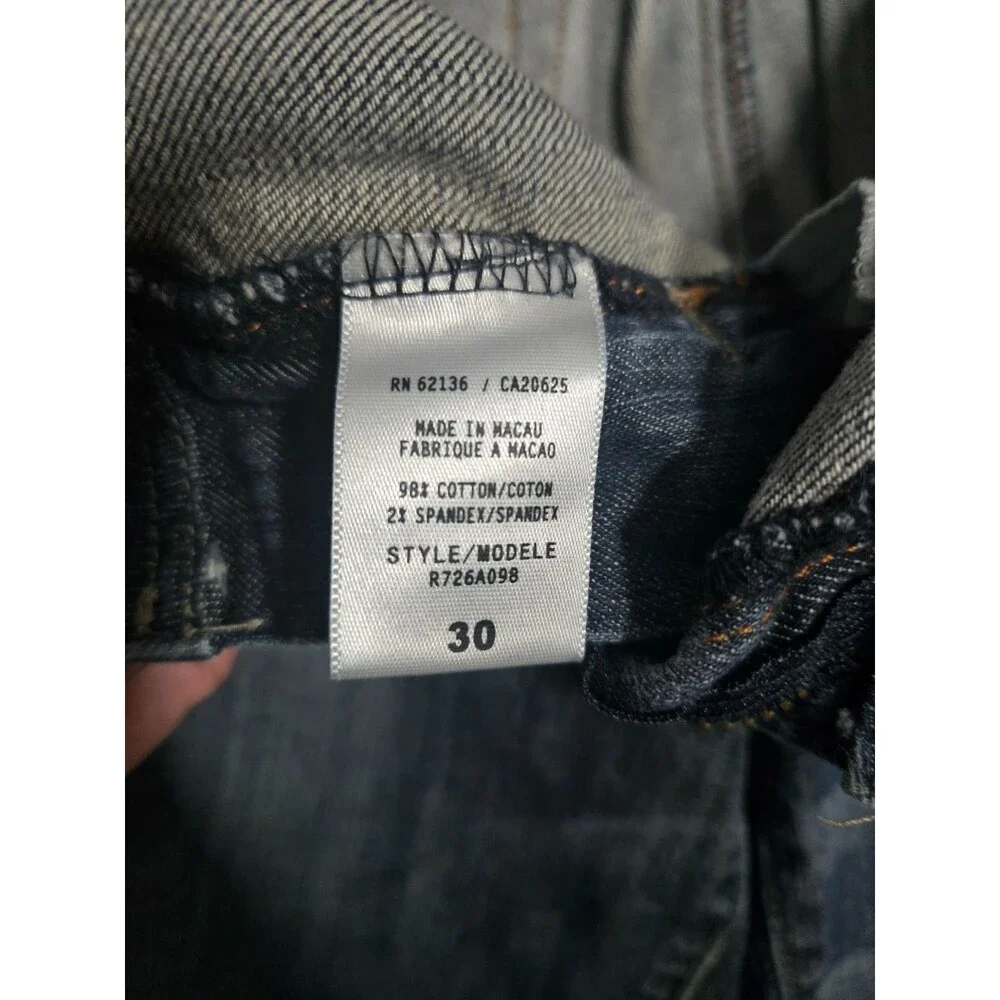 RN 62136 / CA20625
MADE IN MACAU
FABRIQUE A MACAO
98% COTTON/COTON
2% SPANDEX/SPANDEX
STYLE/MODELE
R726A098
30